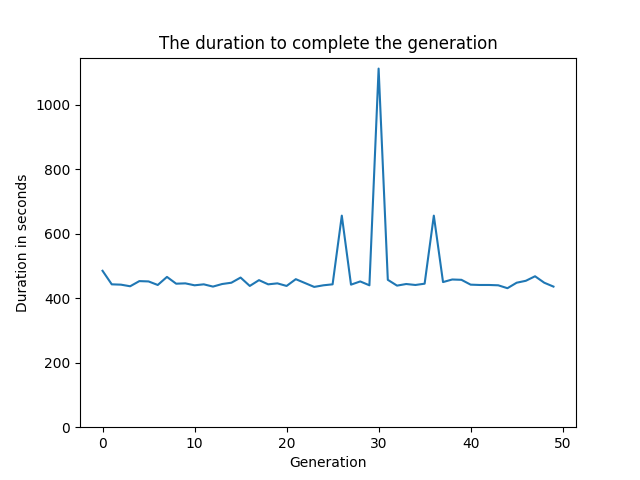 The duration to complete the generation
1000
800
600
400
200
0
Duration in seconds
0 10 20 30 40 50
Generation